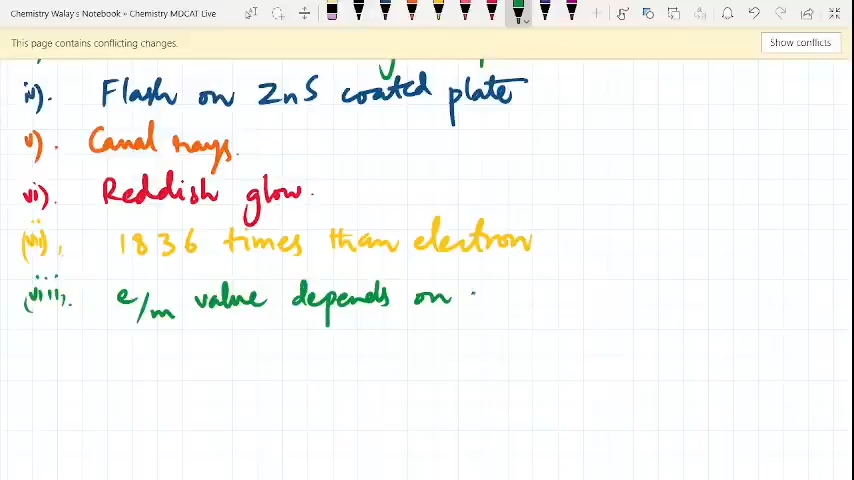 Chemistry Walay's Notebook » Chemistry MDCAT Live
This page contains conflicting changes.
Show conflicts
iv). Flash on ZnS coated plate
v). Canal rays.
vi). Reddish glow.
(vii). 1836 times than electron
(viii). e/m value depends on